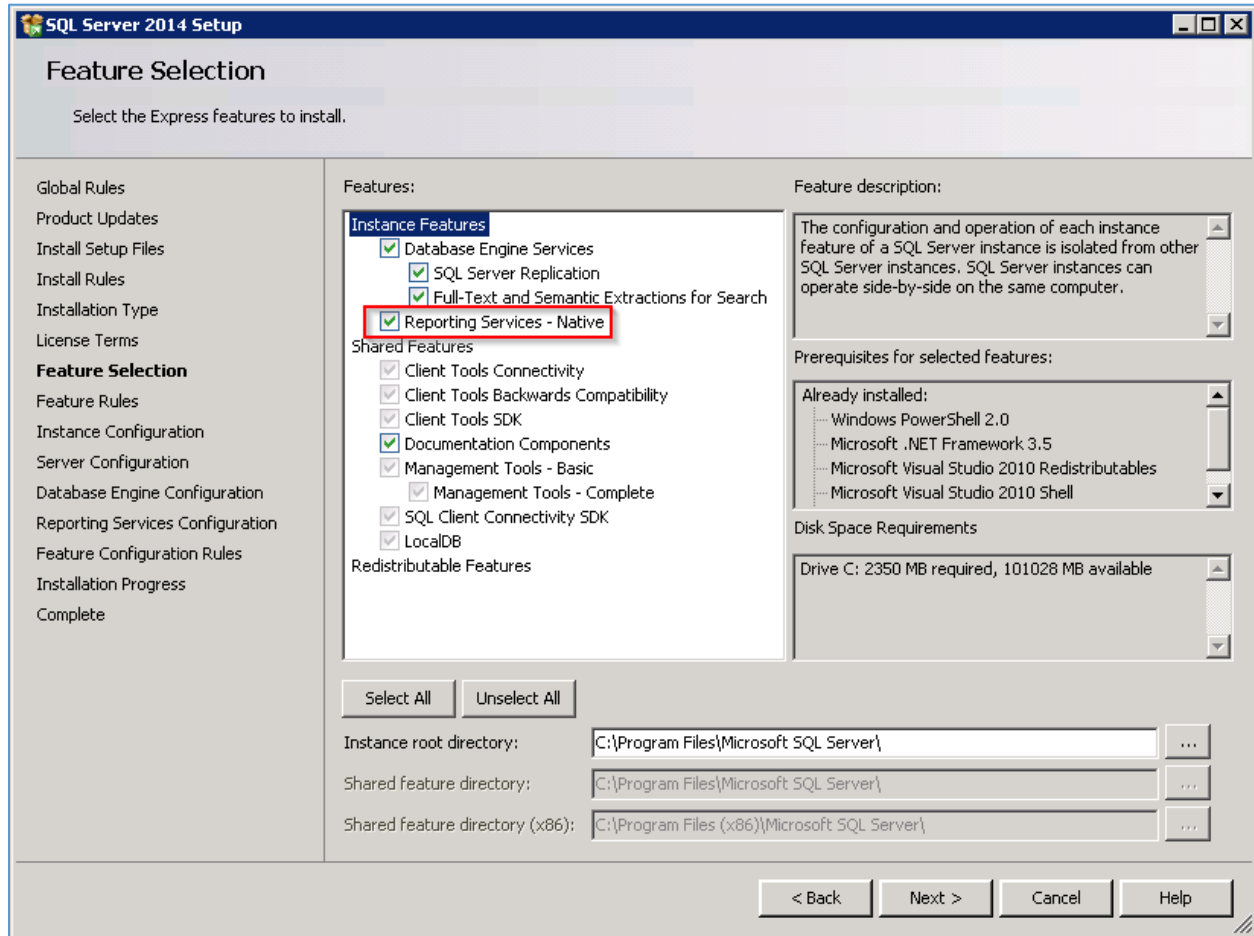 SQL Server 2014 Setup
Feature Selection
Select the Express features to install.
Global Rules
Product Updates
Install Setup Files
Install Rules
Installation Type
License Terms
Feature Selection
Feature Rules
Instance Configuration
Server Configuration
Database Engine Configuration
Reporting Services Configuration
Feature Configuration Rules
Installation Progress
Complete
Features:
Instance Features
Database Engine Services
SQL Server Replication
Full-Text and Semantic Extractions for Search
Reporting Services - Native
Shared Features
Client Tools Connectivity
Client Tools Backwards Compatibility
Client Tools SDK
Documentation Components
Management Tools - Basic
Management Tools - Complete
SQL Client Connectivity SDK
LocalDB
Redistributable Features
Feature description:
The configuration and operation of each instance
feature of a SQL Server instance is isolated from other
SQL Server instances. SQL Server instances can
operate side-by-side on the same computer.
Prerequisites for selected features:
Already installed:
Windows PowerShell 2.0
Microsoft .NET Framework 3.5
Microsoft Visual Studio 2010 Redistributables
Microsoft Visual Studio 2010 Shell
Disk Space Requirements
Drive C: 2350 MB required, 101028 MB available
Select All
Unselect All
Instance root directory:
C:\Program Files\Microsoft SQL Server\
...
Shared feature directory:
C:\Program Files\Microsoft SQL Server\
...
Shared feature directory (x86):
C:\Program Files (x86)\Microsoft SQL Server\
...
< Back
Next >
Cancel
Help